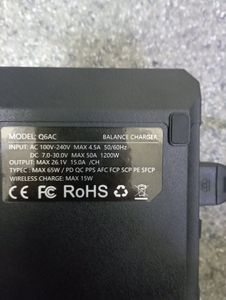 MODEL: Q6AC BALANCE CHARGER
INPUT: AC 100V-240V MAX 4.5A 50/60Hz
DC 7.0-30.0V MAX 50A 1200W
OUTPUT: MAX 26.1V 15.0A /CH
TYPEC : MAX 65W / PD QC PPS AFC FCP SCP PE SFCP
WIRELESS CHARGE: MAX 15W
CE FC RoHS